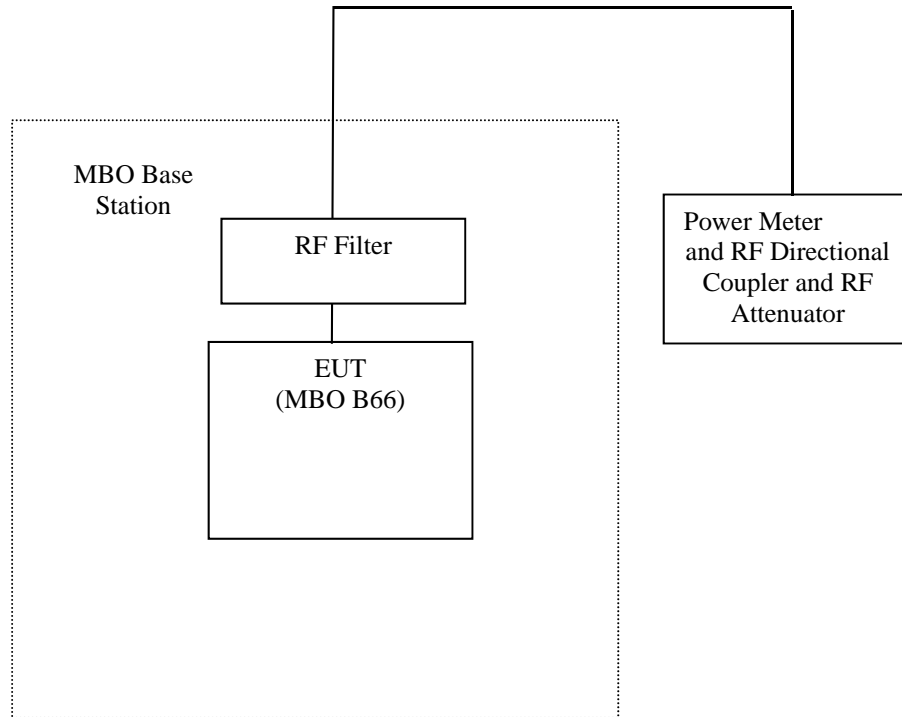 MBO Base
Station
RF Filter
Power Meter
and RF Directional
Coupler and RF
Attenuator
EUT
(MBO B66)